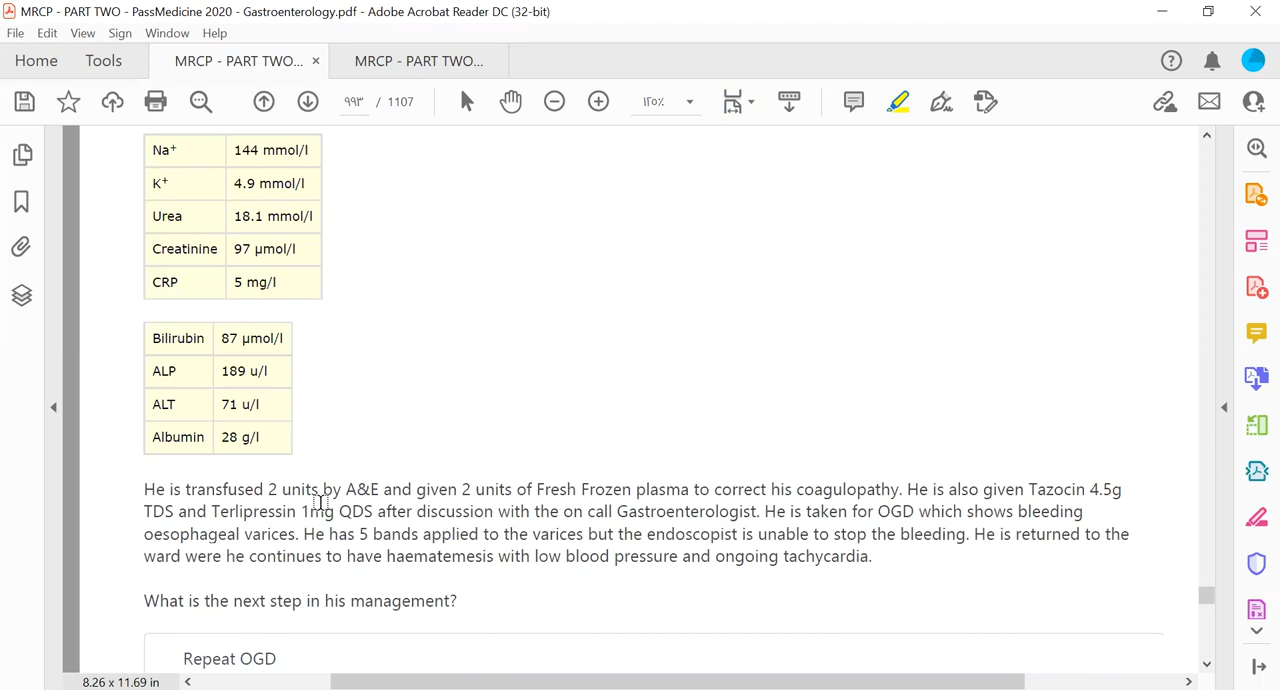 MRCP - PART TWO - PassMedicine 2020 - Gastroenterology.pdf - Adobe Acrobat Reader DC (32-bit)
File Edit View Sign Window Help
Home Tools MRCP - PART TWO... × MRCP - PART TWO...
٩٩٣ / 1107 ١٢٥٪
Na+ 144 mmol/l
K+ 4.9 mmol/l
Urea 18.1 mmol/l
Creatinine 97 µmol/l
CRP 5 mg/l
Bilirubin 87 µmol/l
ALP 189 u/l
ALT 71 u/l
Albumin 28 g/l
He is transfused 2 units by A&E and given 2 units of Fresh Frozen plasma to correct his coagulopathy. He is also given Tazocin 4.5g
TDS and Terlipressin 1mg QDS after discussion with the on call Gastroenterologist. He is taken for OGD which shows bleeding
oesophageal varices. He has 5 bands applied to the varices but the endoscopist is unable to stop the bleeding. He is returned to the
ward were he continues to have haematemesis with low blood pressure and ongoing tachycardia.
What is the next step in his management?
Repeat OGD
8.26 x 11.69 in